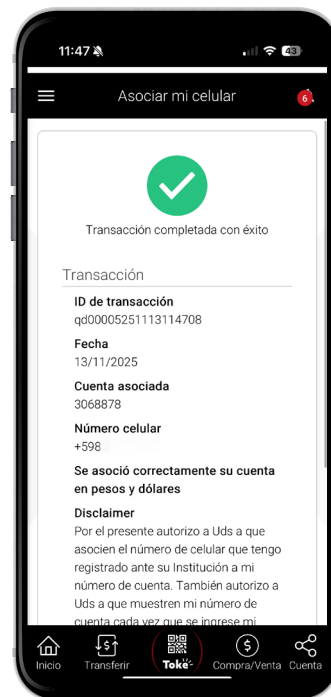 11:47
43
Asociar mi celular
6
Transacción completada con éxito
Transacción
ID de transacción
qd00005251113114708
Fecha
13/11/2025
Cuenta asociada
3068878
Número celular
+598
Se asoció correctamente su cuenta
en pesos y dólares
Disclaimer
Por el presente autorizo a Uds a que
asocien el número de celular que tengo
registrado ante su Institución a mi
número de cuenta. También autorizo a
Uds a que muestren mi número de
cuenta cada vez que se ingrese mi
Inicio
Transferir
Toke
Compra/Venta
Cuenta